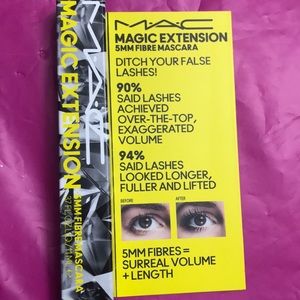 M·A·C
MAGIC EXTENSION
5MM FIBRE MASCARA
M·A·C
MAGIC EXTENSION
5MM FIBRE MASCARA
DITCH YOUR FALSE
LASHES!
90%
SAID LASHES
ACHIEVED
OVER-THE-TOP,
EXAGGERATED
VOLUME
94%
SAID LASHES
LOOKED LONGER,
FULLER AND LIFTED
BEFORE
AFTER
5MM FIBRES =
SURREAL VOLUME
+ LENGTH